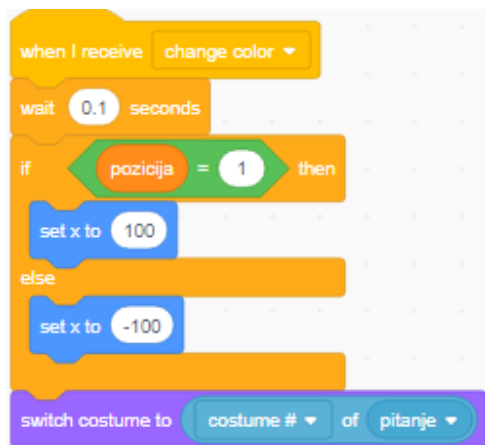 when I receive change color
wait 0.1 seconds
if pozicija = 1 then
set x to 100
else
set x to -100
switch costume to costume # of pitanje